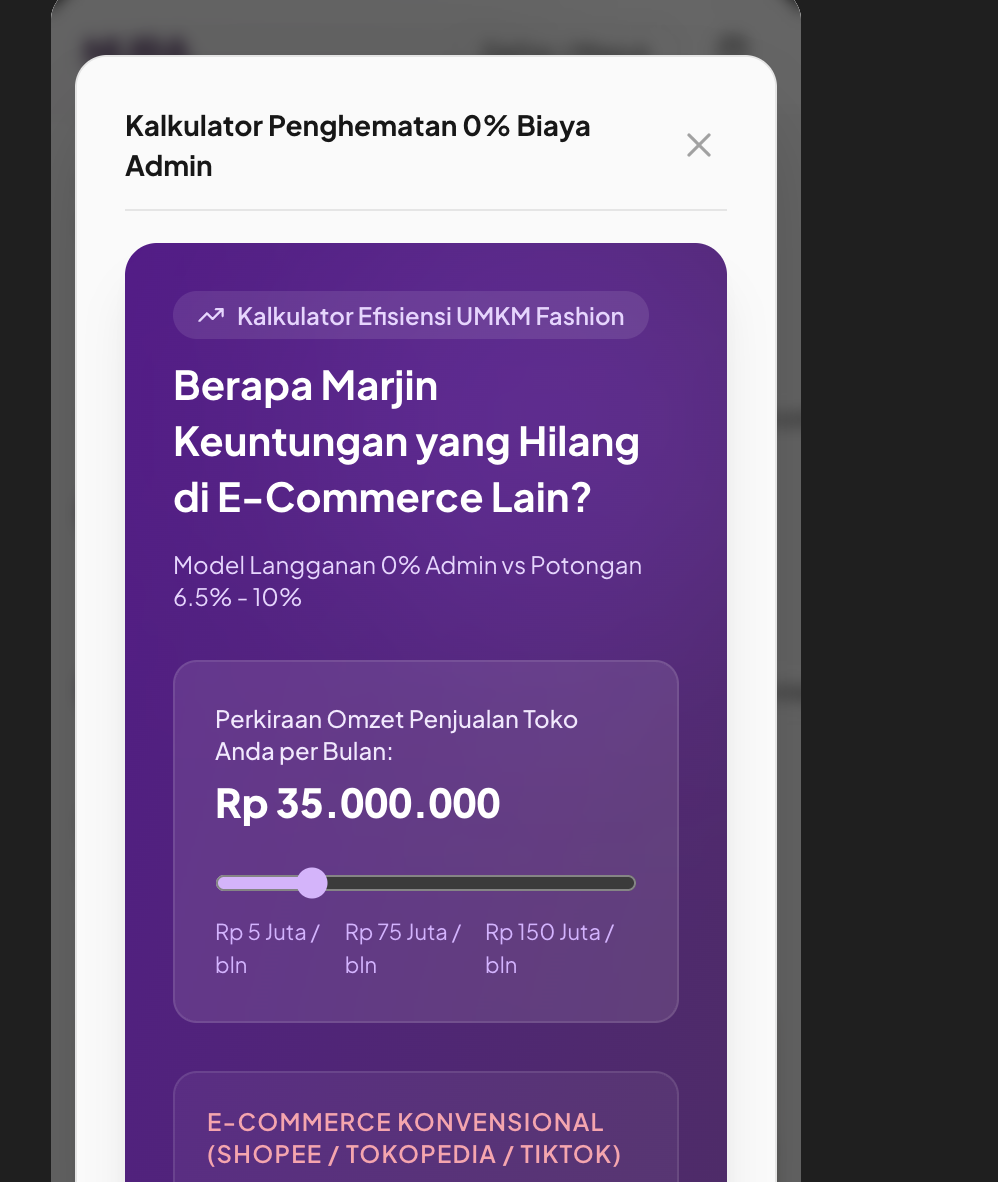 Kalkulator Penghematan 0% Biaya
Admin
Kalkulator Efisiensi UMKM Fashion
Berapa Marjin
Keuntungan yang Hilang
di E-Commerce Lain?
Model Langganan 0% Admin vs Potongan
6.5% - 10%
Perkiraan Omzet Penjualan Toko
Anda per Bulan:
Rp 35.000.000
Rp 5 Juta / bln
Rp 75 Juta / bln
Rp 150 Juta / bln
E-COMMERCE KONVENSIONAL
(SHOPEE / TOKOPEDIA / TIKTOK)